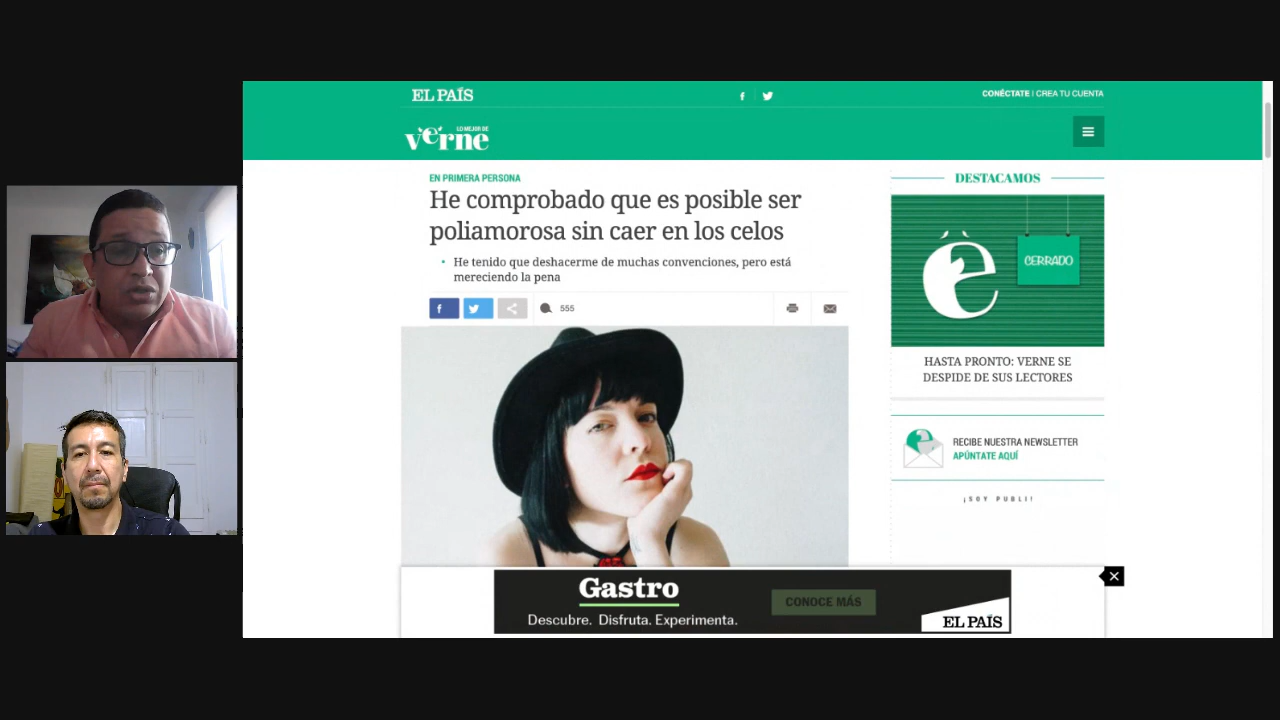 EL PAÍS
CONÉCTATE | CREA TU CUENTA
LO MEJOR DE
verne
EN PRIMERA PERSONA
He comprobado que es posible ser
poliamorosa sin caer en los celos
• He tenido que deshacerme de muchas convenciones, pero está
mereciendo la pena
555
DESTACAMOS
CERRADO
HASTA PRONTO: VERNE SE
DESPIDE DE SUS LECTORES
RECIBE NUESTRA NEWSLETTER
APÚNTATE AQUÍ
¡SOY PUBLI!
Gastro
Descubre. Disfruta. Experimenta.
CONOCE MÁS
EL PAÍS